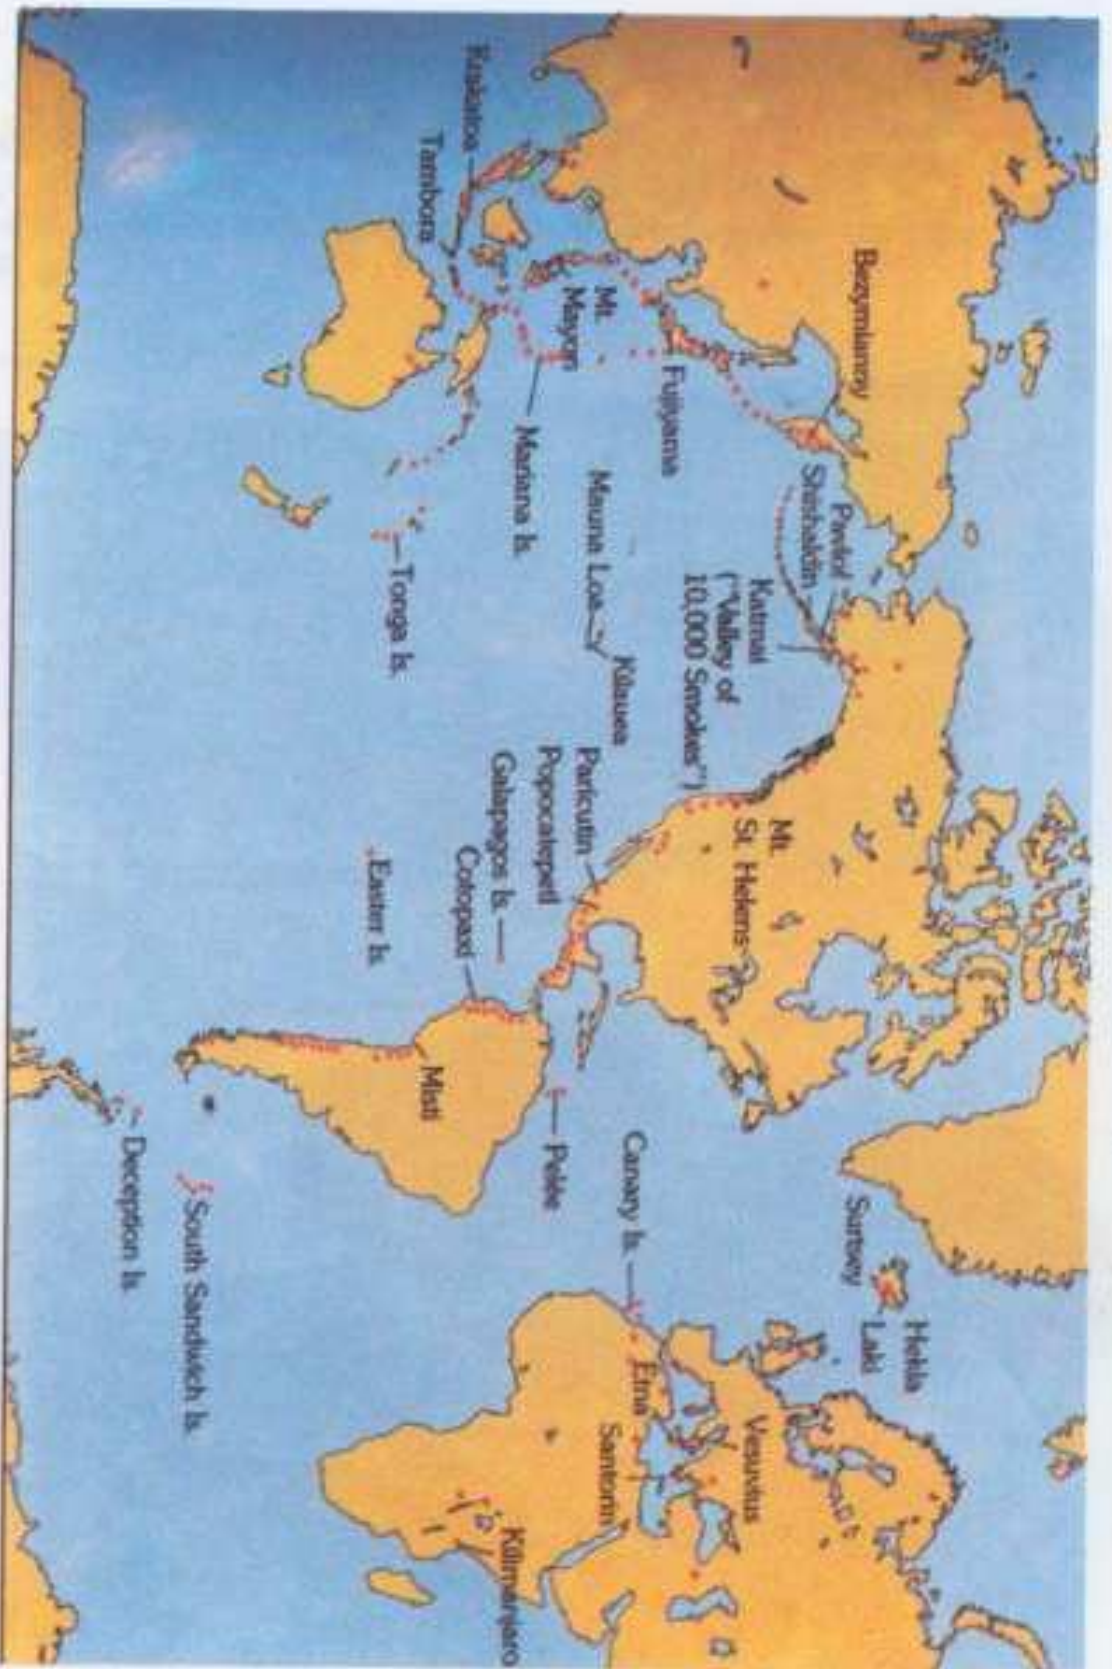 Bezymianny
Krakatoa
Tambora
Mt.
Mayon
Fujiyama
Mariana Is.
Tonga Is.
Pavlof
Shishaldin
Katmai
("Valley of
10,000 Smokes")
Mauna Loa
Kilauea
Mt.
St. Helens
Paricutin
Popocatepetl
Galapagos Is.
Cotopaxi
Easter Is.
Misti
Pelée
Deception Is.
South Sandwich Is.
Surtsey
Hekla
Laki
Canary Is.
Etna
Vesuvius
Santorin
Kilimanjaro